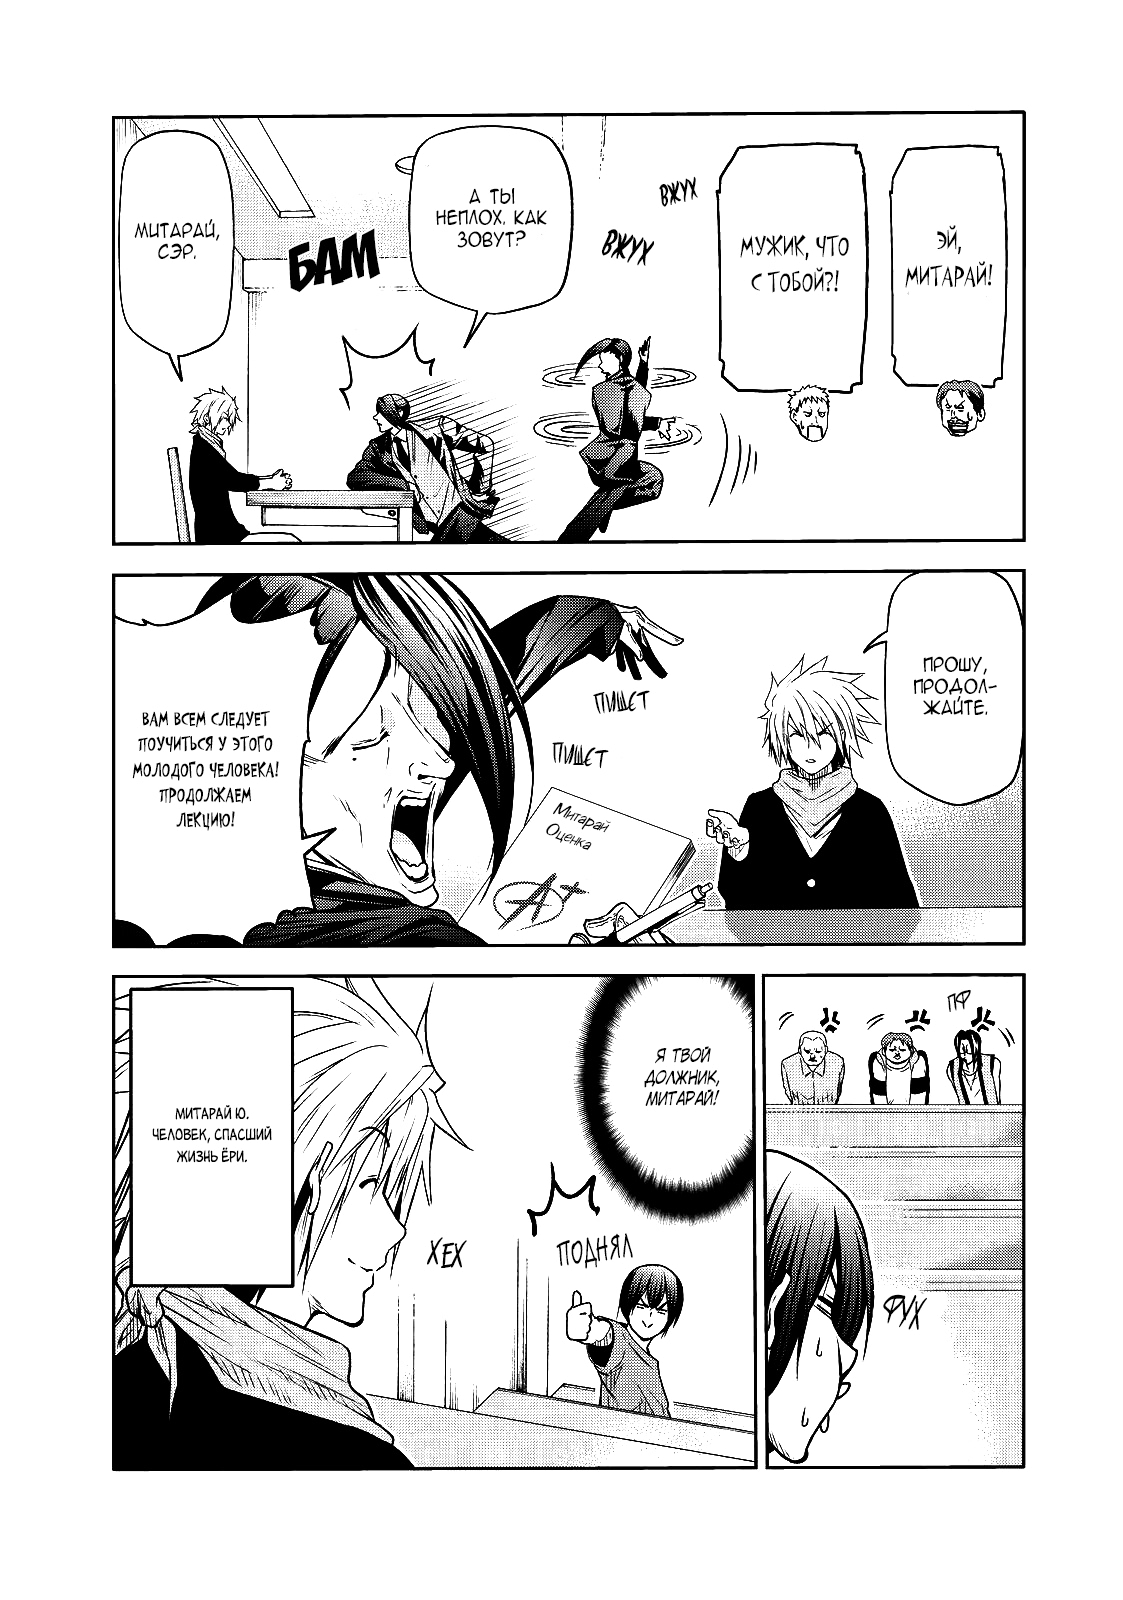 ЭЙ,
МИТАРАЙ!
МУЖИК, ЧТО
С ТОБОЙ?!
ВЖУХ
ВЖУХ
А ТЫ
НЕПЛОХ. КАК
ЗОВУТ?
БАМ
МИТАРАЙ,
СЭР.
ПРОШУ,
ПРОДОЛ-
ЖАЙТЕ.
ПИШЕТ
ПИШЕТ
Митарай
Оценка
A+
ВАМ ВСЕМ СЛЕДУЕТ
ПОУЧИТЬСЯ У ЭТОГО
МОЛОДОГО ЧЕЛОВЕКА!
ПРОДОЛЖАЕМ
ЛЕКЦИЮ!
ПФ
ФУХ
Я ТВОЙ
ДОЛЖНИК,
МИТАРАЙ!
ПОДНЯЛ
ХЕХ
МИТАРАЙ Ю.
ЧЕЛОВЕК, СПАСШИЙ
ЖИЗНЬ ЁРИ.